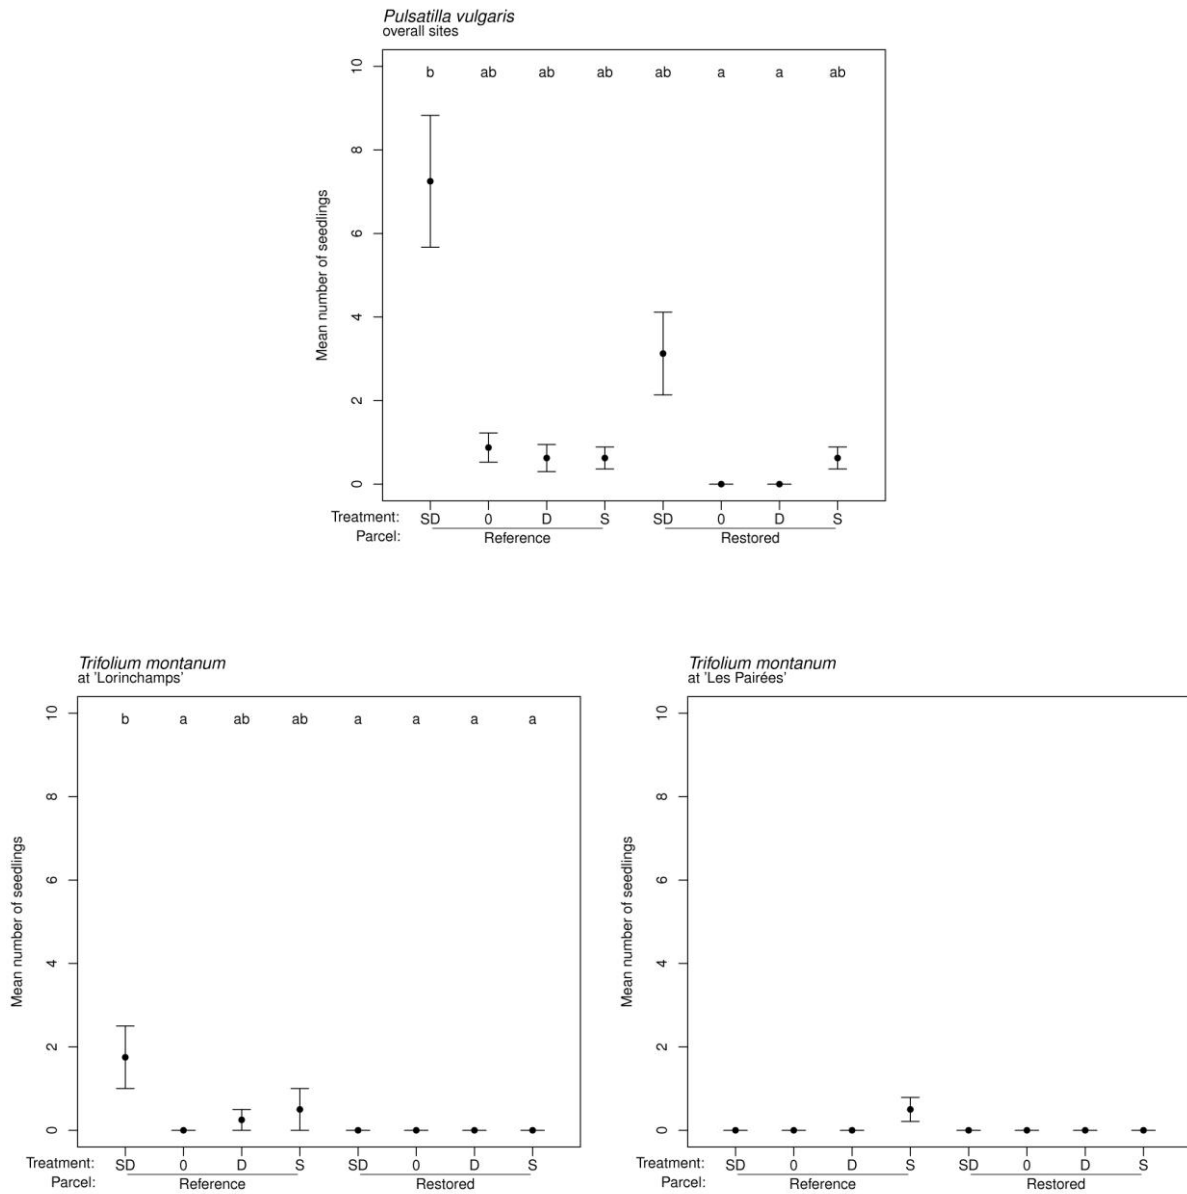 Pulsatilla vulgaris
overall sites
b ab ab ab ab a a ab
Mean number of seedlings
10
8
6
4
2
0
Treatment: SD 0 D S SD 0 D S
Parcel: Reference Restored
Trifolium montanum
at 'Lorinchamps'
b a ab ab a a a a
Mean number of seedlings
10
8
6
4
2
0
Treatment: SD 0 D S SD 0 D S
Parcel: Reference Restored
Trifolium montanum
at 'Les Pairées'
Mean number of seedlings
10
8
6
4
2
0
Treatment: SD 0 D S SD 0 D S
Parcel: Reference Restored